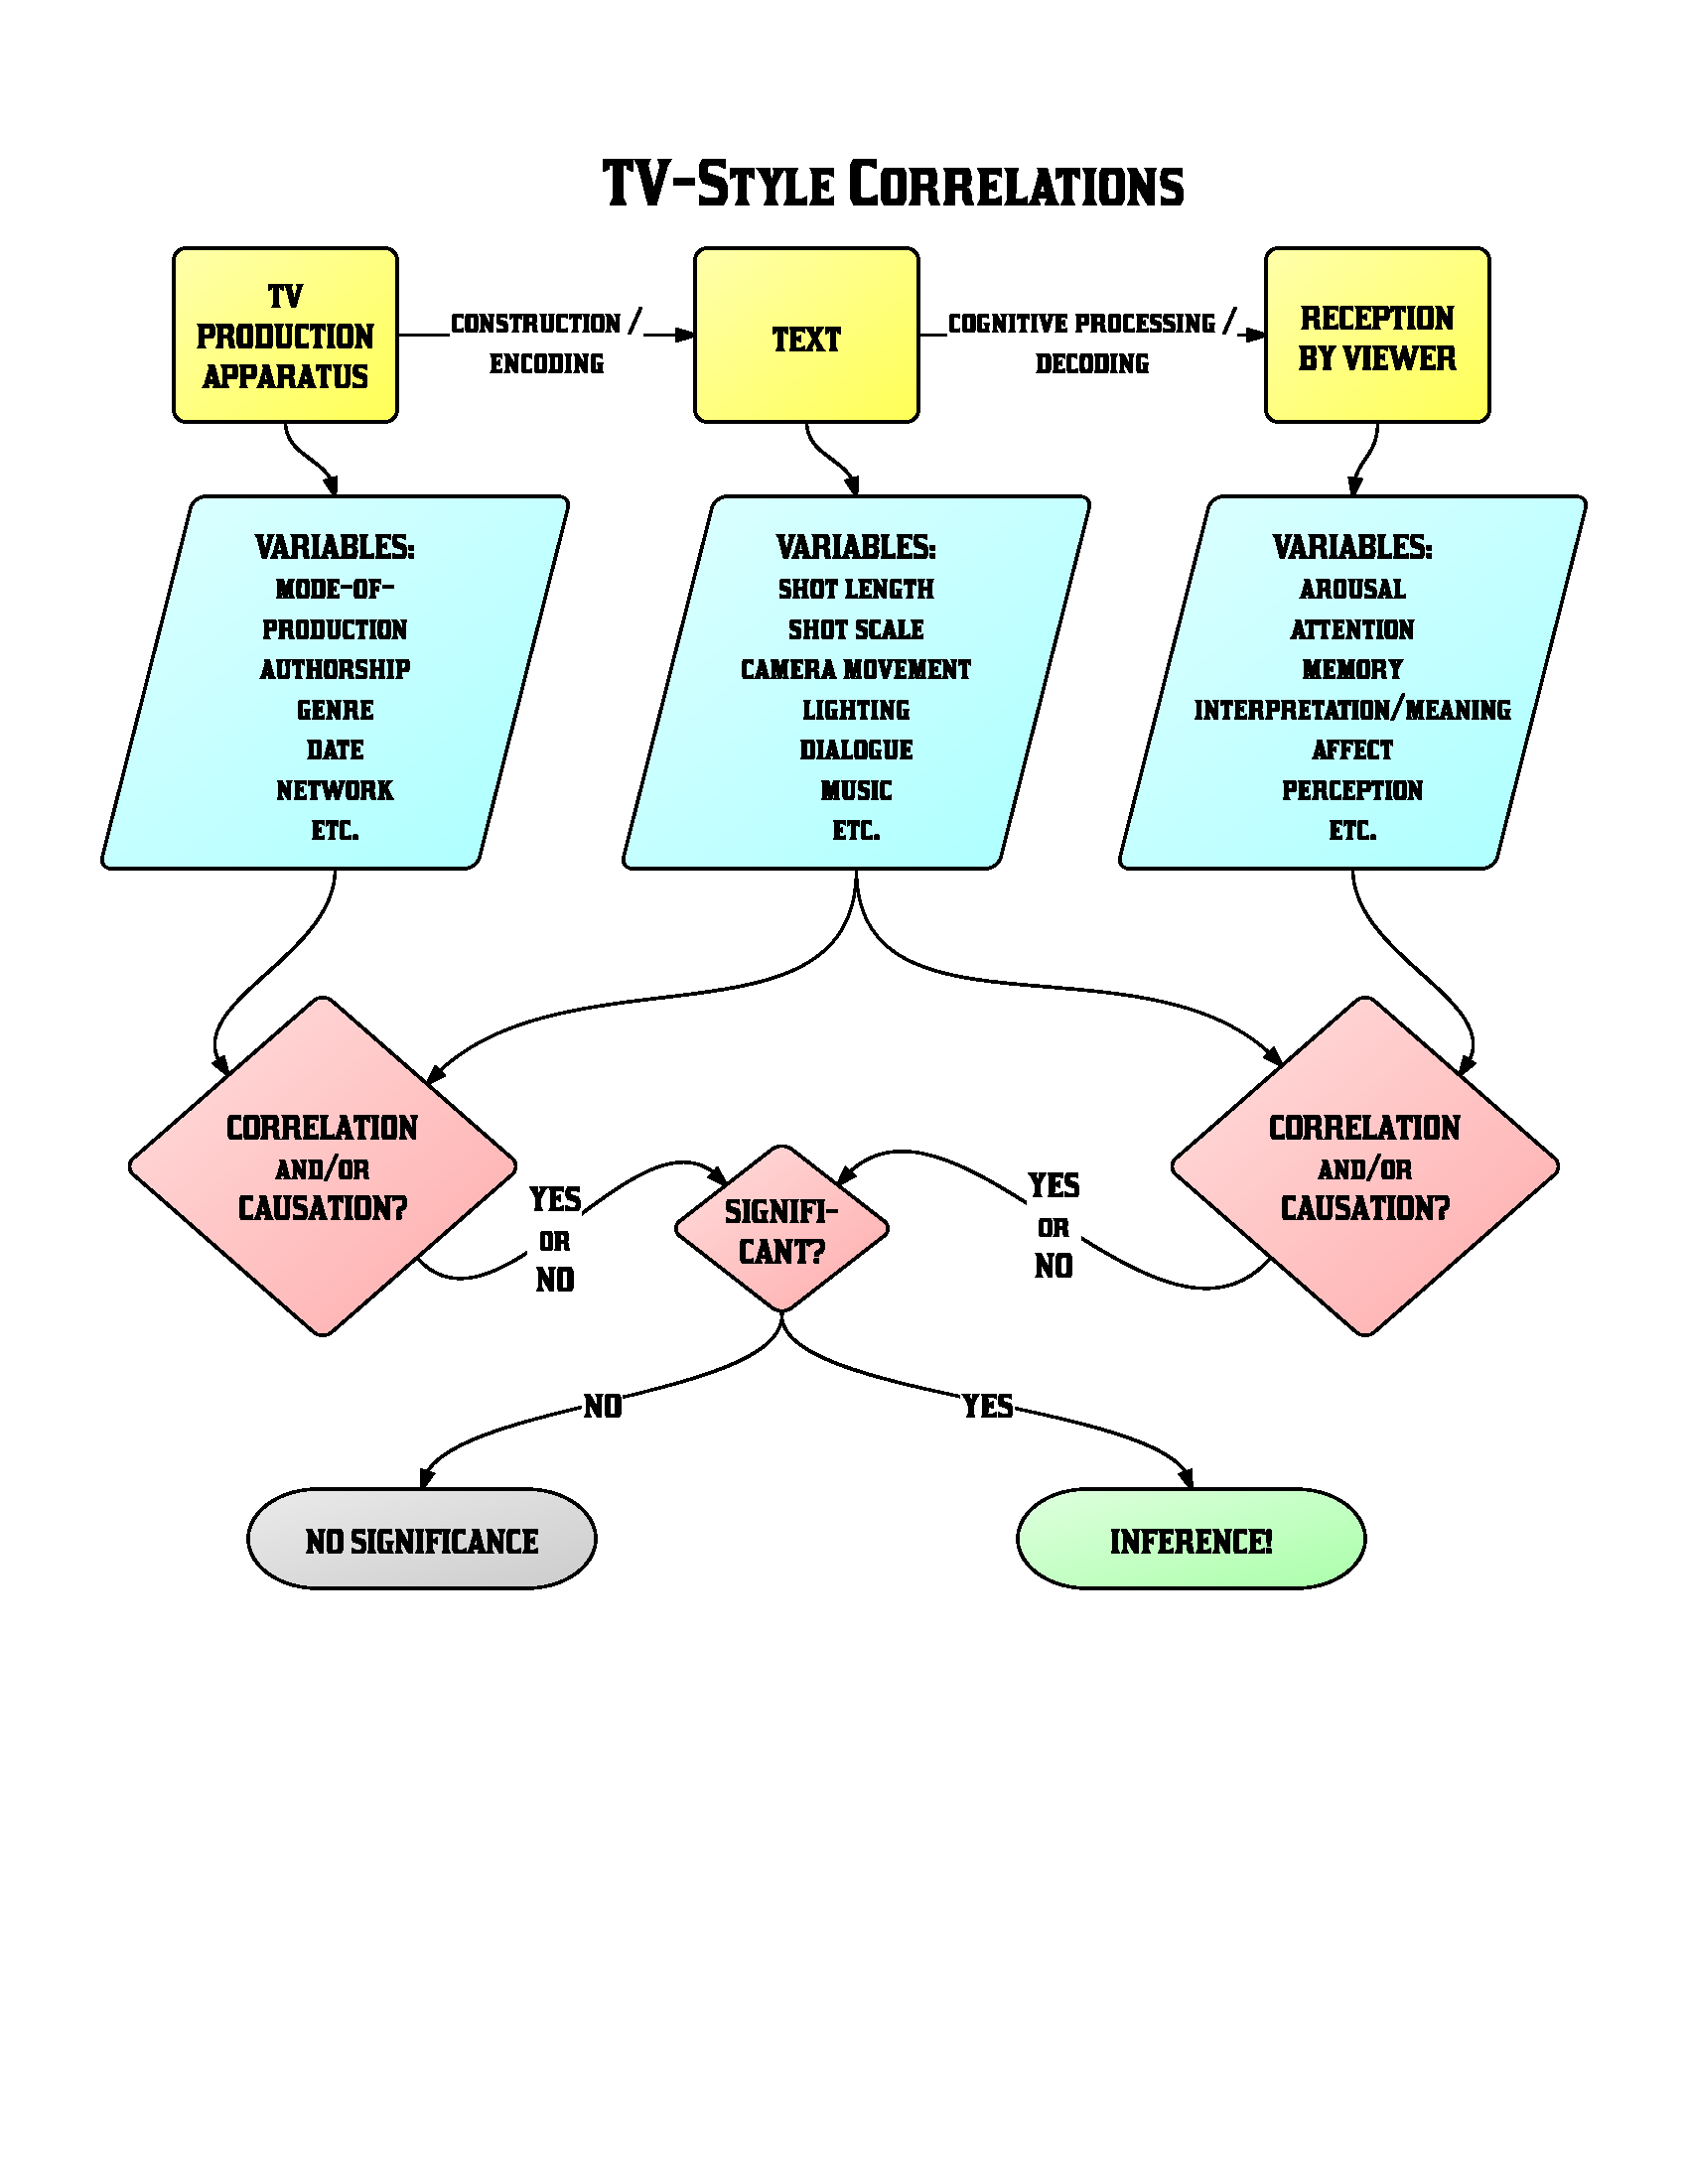 TV-Style Correlations
TV
PRODUCTION
APPARATUS
CONSTRUCTION /
ENCODING
TEXT
COGNITIVE PROCESSING /
DECODING
RECEPTION
BY VIEWER
VARIABLES:
MODE-OF-
PRODUCTION
AUTHORSHIP
GENRE
DATE
NETWORK
ETC.
VARIABLES:
SHOT LENGTH
SHOT SCALE
CAMERA MOVEMENT
LIGHTING
DIALOGUE
MUSIC
ETC.
VARIABLES:
AROUSAL
ATTENTION
MEMORY
INTERPRETATION/MEANING
AFFECT
PERCEPTION
ETC.
CORRELATION
AND/OR
CAUSATION?
YES
OR
NO
SIGNIFI-
CANT?
YES
OR
NO
CORRELATION
AND/OR
CAUSATION?
NO
YES
NO SIGNIFICANCE
INFERENCE!